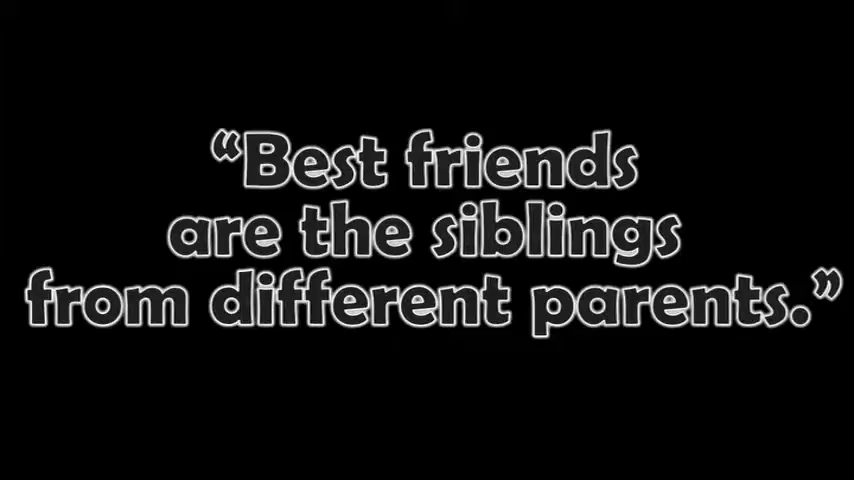 “Best friends
are the siblings
from different parents.”